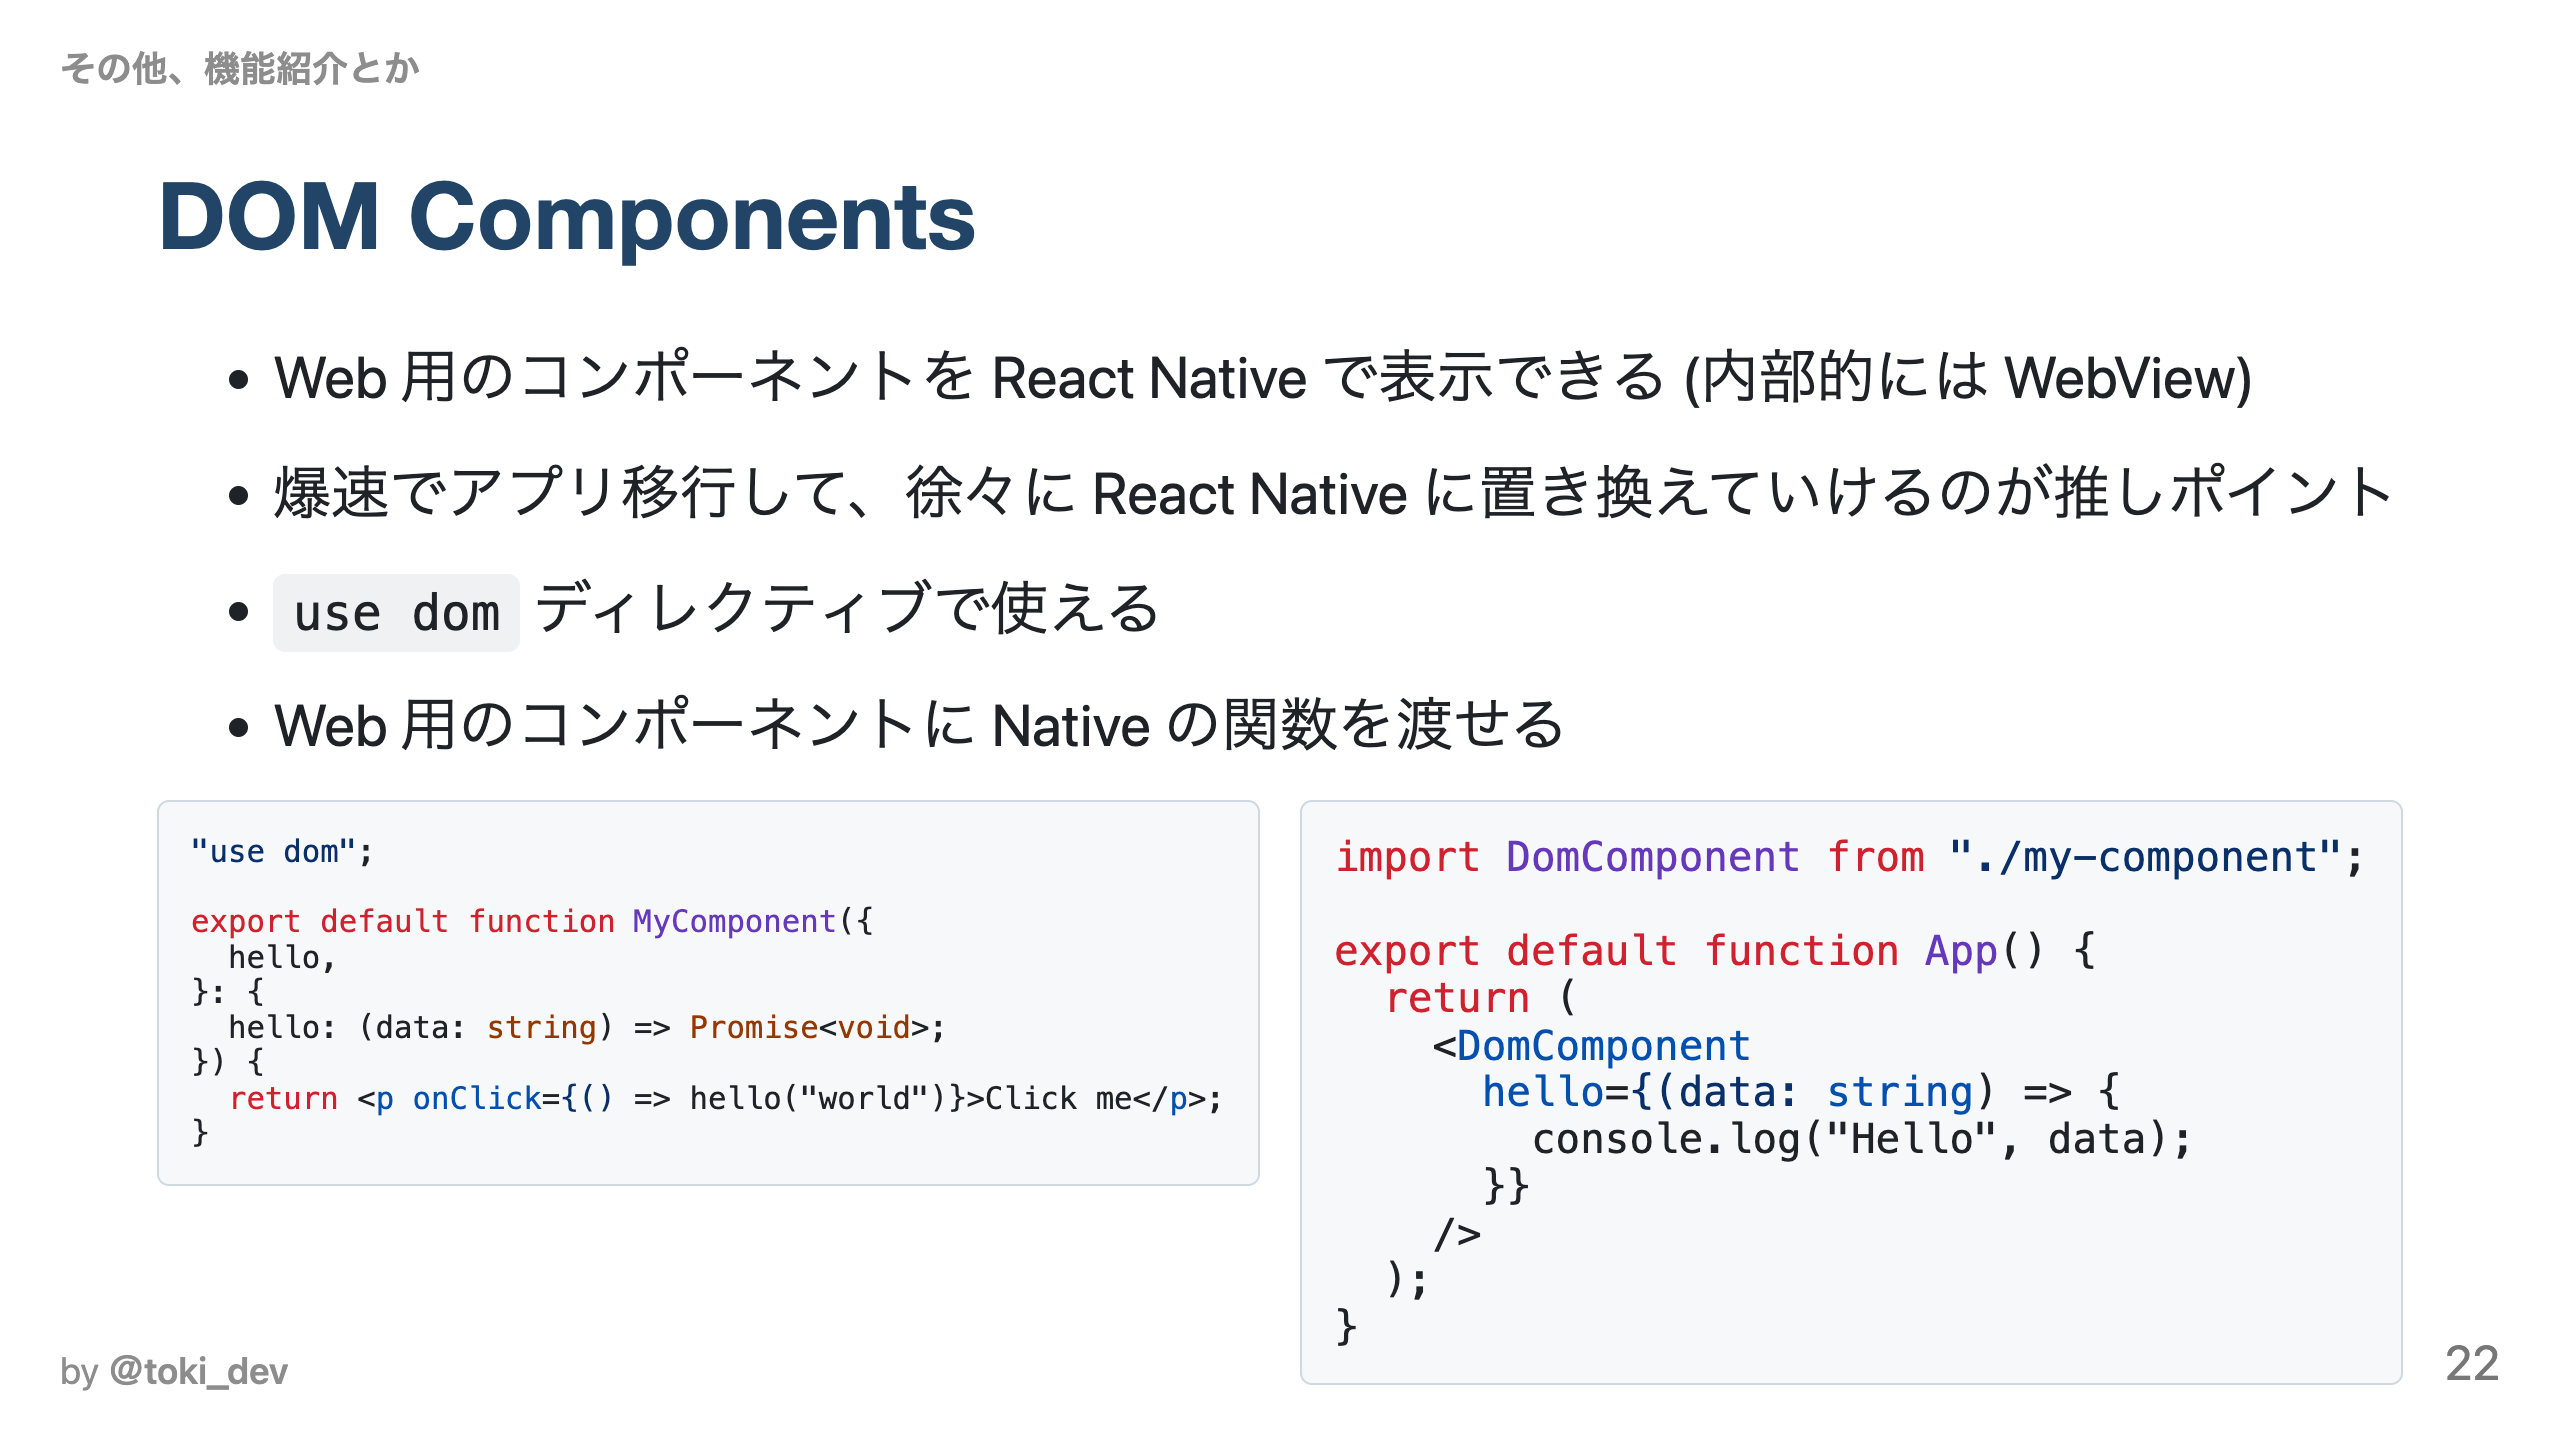 その他、機能紹介とか
DOM Components
• Web 用のコンポーネントを React Native で表示できる (内部的には WebView)
• 爆速でアプリ移行して、徐々に React Native に置き換えていけるのが推しポイント
• use dom ディレクティブで使える
• Web 用のコンポーネントに Native の関数を渡せる
"use dom";

export default function MyComponent({
  hello,
}: {
  hello: (data: string) => Promise<void>;
}) {
  return <p onClick={() => hello("world")}>Click me</p>;
}
import DomComponent from "./my-component";

export default function App() {
  return (
    <DomComponent
      hello={(data: string) => {
        console.log("Hello", data);
      }}
    />
  );
}
by @toki_dev
22